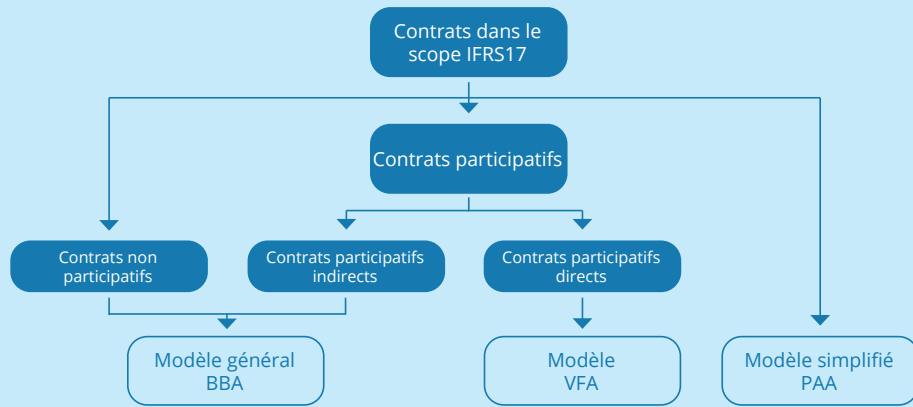 Contrats dans le
scope IFRS17
Contrats participatifs
Contrats non
participatifs
Contrats participatifs
indirects
Contrats participatifs
directs
Modèle général
BBA
Modèle
VFA
Modèle simplifié
PAA